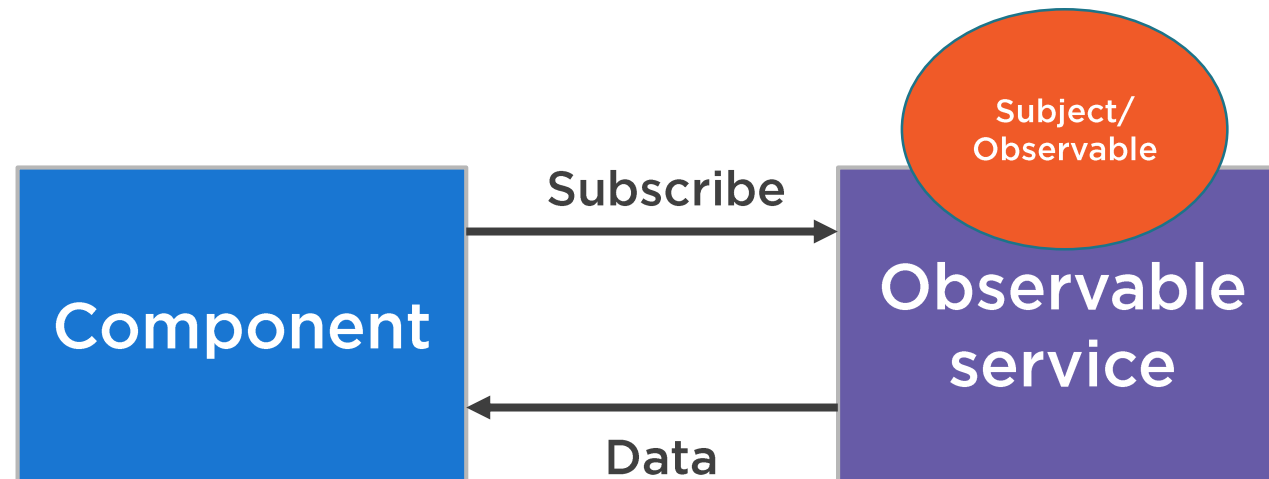 Subject/
Observable
Subscribe
Component
Observable
service
Data